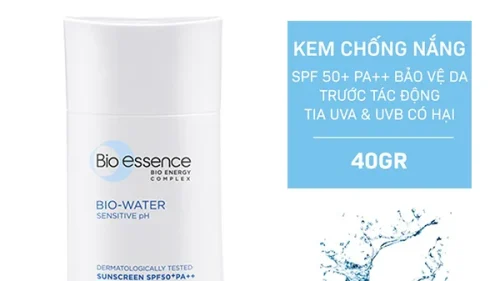 Bio essence
BIO ENERGY
COMPLEX
BIO-WATER
SENSITIVE pH
DERMATOLOGICALLY TESTED
SUNSCREEN SPF50+PA++
KEM CHỐNG NẮNG
SPF 50+ PA++ BẢO VỆ DA
TRƯỚC TÁC ĐỘNG
TIA UVA & UVB CÓ HẠI
40GR